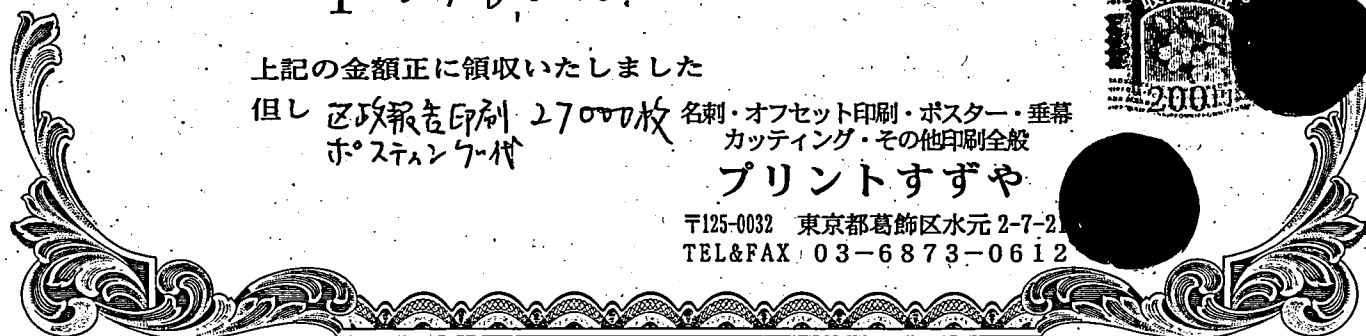 上記の金額正に領収いたしました
但し 区政報告印刷 27000枚
ポスティング代
200円
名刺・オフセット印刷・ポスター・垂幕
カッティング・その他印刷全般
プリントすずや
〒125-0032 東京都葛飾区水元2-7-21
TEL&FAX 03-6873-0612